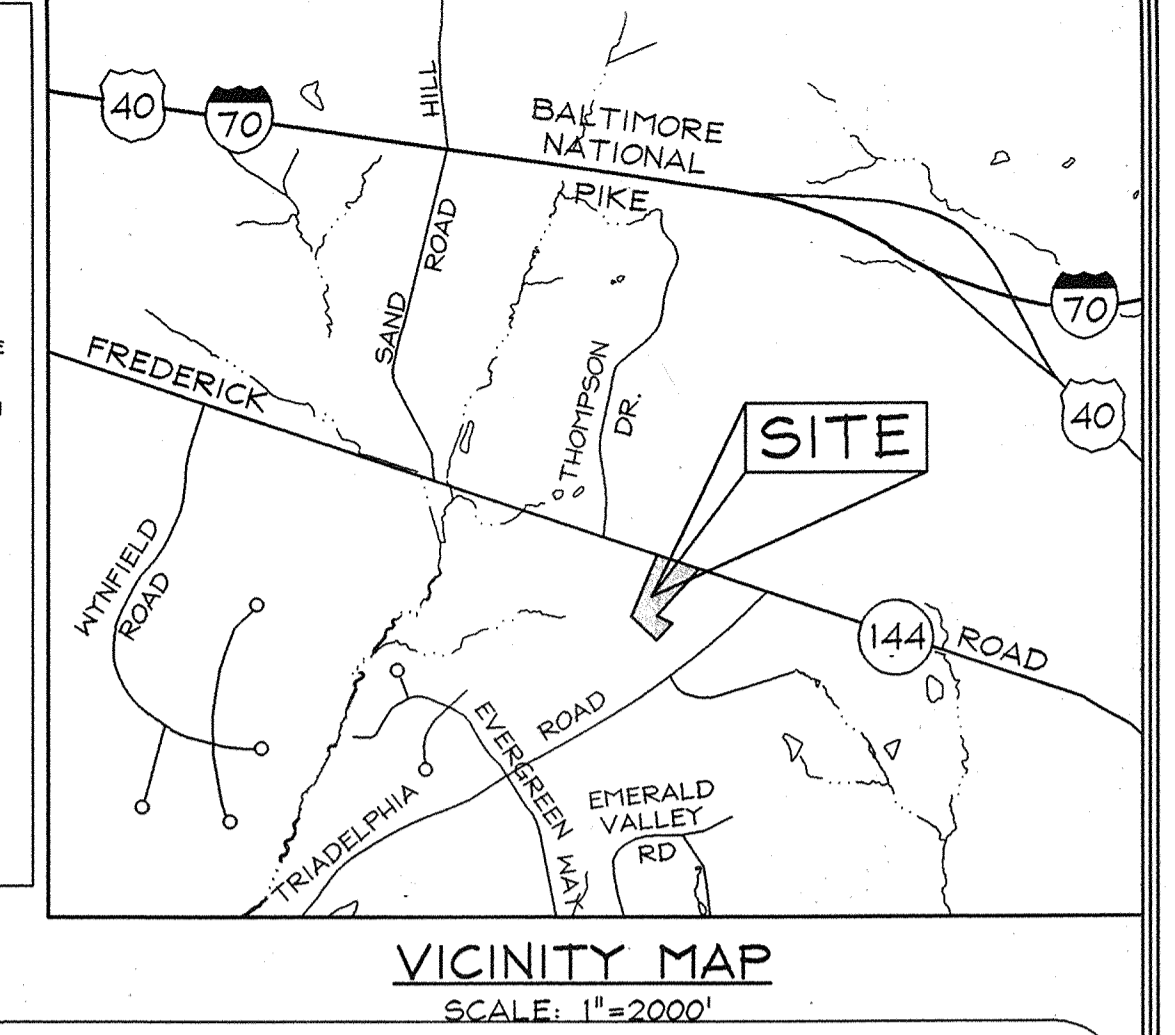 40
70
HILL
BALTIMORE
NATIONAL
PIKE
ROAD
SAND
70
40
FREDERICK
THOMPSON
DR.
SITE
WYNFIELD
ROAD
144
ROAD
EVERGREEN WAY
ROAD
TRIADELPHIA
EMERALD
VALLEY
RD
VICINITY MAP
SCALE: 1"=2000'